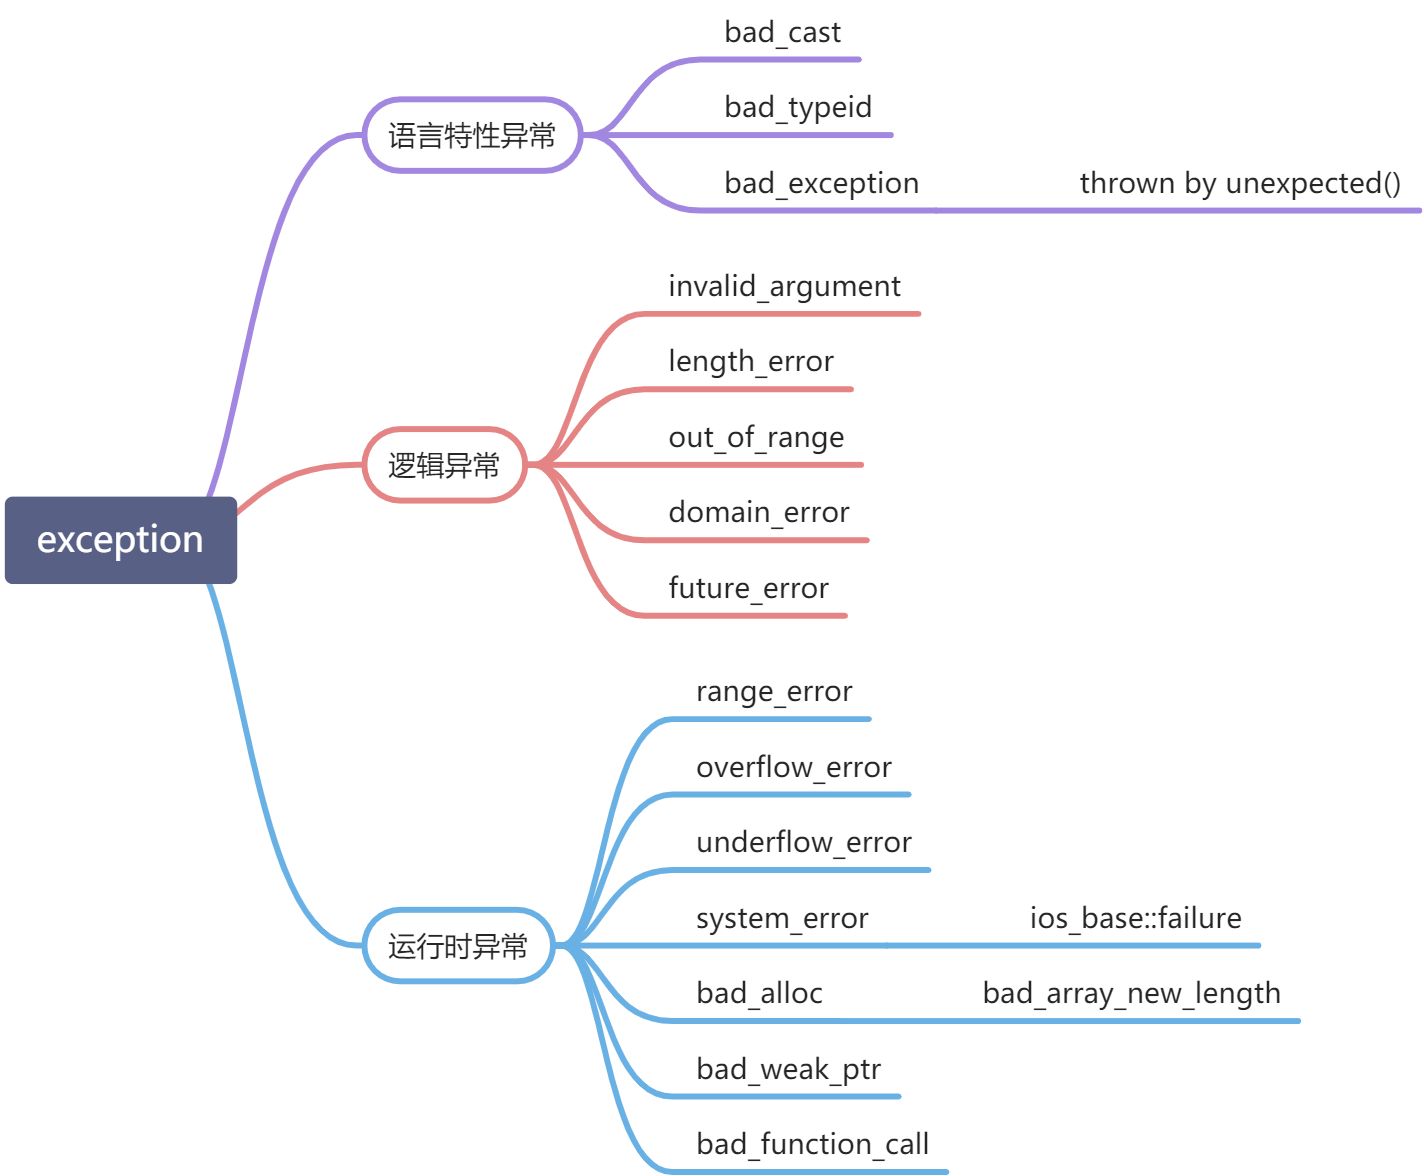 exception
语言特性异常
bad_cast
bad_typeid
bad_exception
thrown by unexpected()
逻辑异常
invalid_argument
length_error
out_of_range
domain_error
future_error
运行时异常
range_error
overflow_error
underflow_error
system_error
ios_base::failure
bad_alloc
bad_array_new_length
bad_weak_ptr
bad_function_call